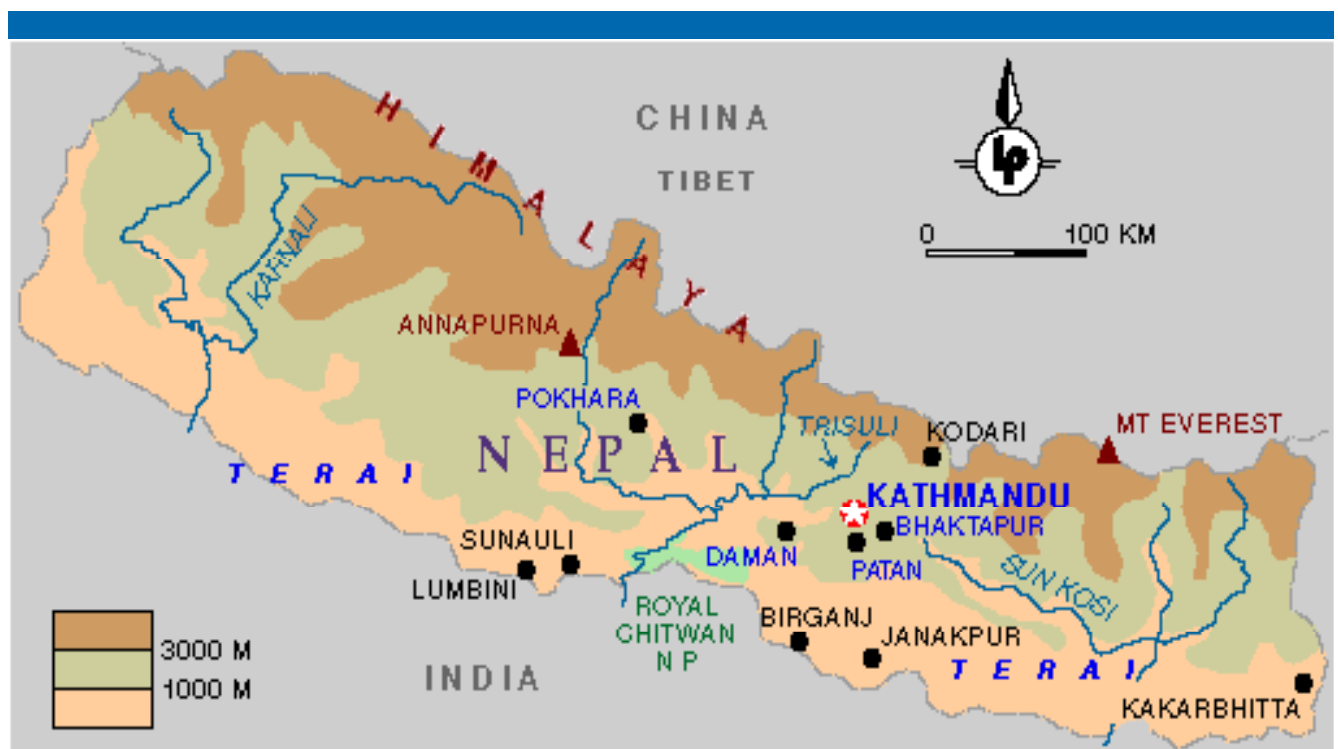 HIMALAYA
CHINA
TIBET
lp
0 100 KM
KARNALI
ANNAPURNA
POKHARA
NEPAL
TRISULI
KODARI
MT EVEREST
TERAI
KATHMANDU
BHAKTAPUR
SUNAULI
DAMAN
PATAN
LUMBINI
SUN KOSI
ROYAL
CHITWAN
N P
BIRGANJ
JANAKPUR
3000 M
1000 M
INDIA
TERAI
KAKARBHITTA